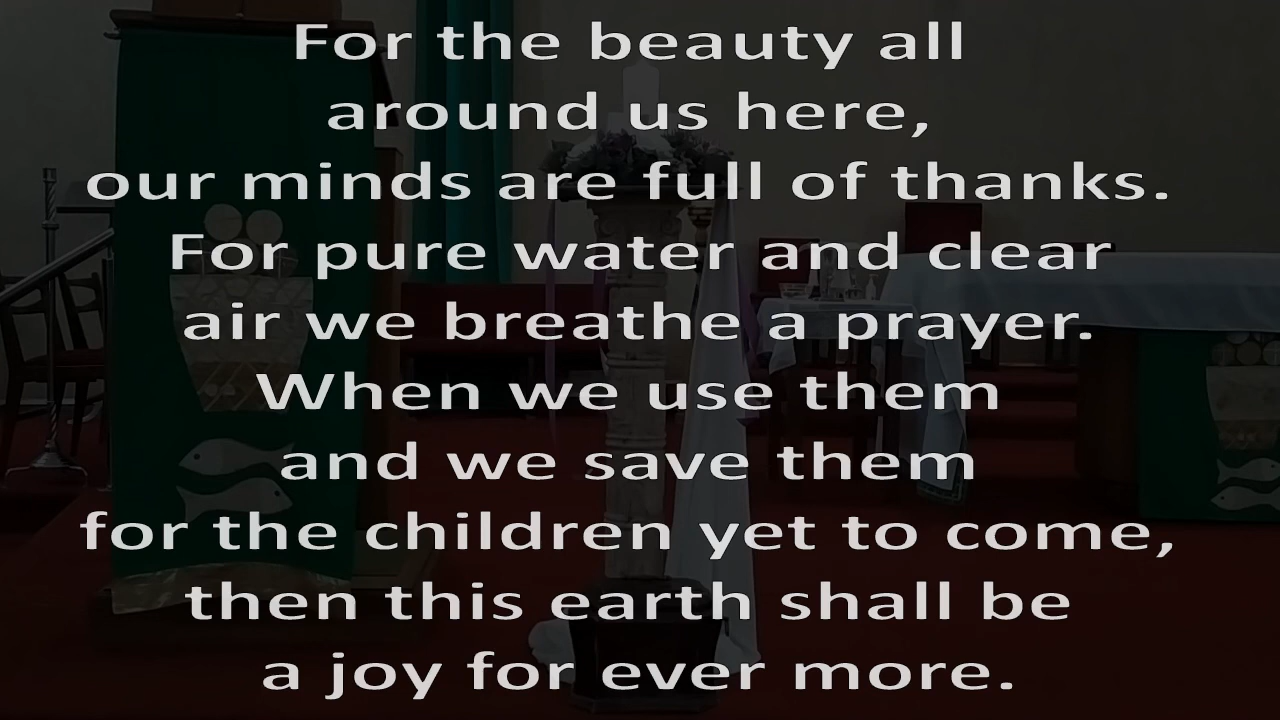 For the beauty all
around us here,
our minds are full of thanks.
For pure water and clear
air we breathe a prayer.
When we use them
and we save them
for the children yet to come,
then this earth shall be
a joy for ever more.